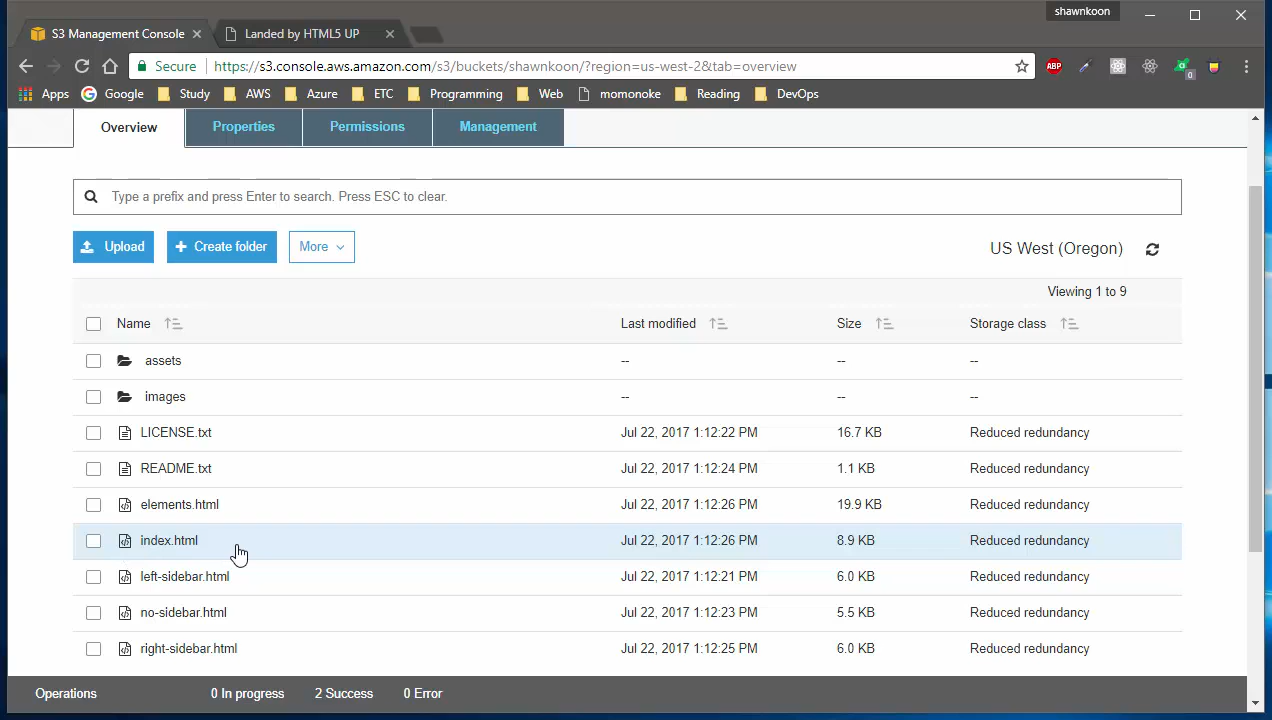 shawnkoon
S3 Management Console
Landed by HTML5 UP
Secure https://s3.console.aws.amazon.com/s3/buckets/shawnkoon/?region=us-west-2&tab=overview
ABP 0
Apps Google Study AWS Azure ETC Programming Web momonoke Reading DevOps
Overview Properties Permissions Management
Type a prefix and press Enter to search. Press ESC to clear.
Upload Create folder More US West (Oregon)
Viewing 1 to 9
Name Last modified Size Storage class
assets -- -- --
images -- -- --
LICENSE.txt Jul 22, 2017 1:12:22 PM 16.7 KB Reduced redundancy
README.txt Jul 22, 2017 1:12:24 PM 1.1 KB Reduced redundancy
elements.html Jul 22, 2017 1:12:26 PM 19.9 KB Reduced redundancy
index.html Jul 22, 2017 1:12:26 PM 8.9 KB Reduced redundancy
left-sidebar.html Jul 22, 2017 1:12:21 PM 6.0 KB Reduced redundancy
no-sidebar.html Jul 22, 2017 1:12:23 PM 5.5 KB Reduced redundancy
right-sidebar.html Jul 22, 2017 1:12:25 PM 6.0 KB Reduced redundancy
Operations 0 In progress 2 Success 0 Error